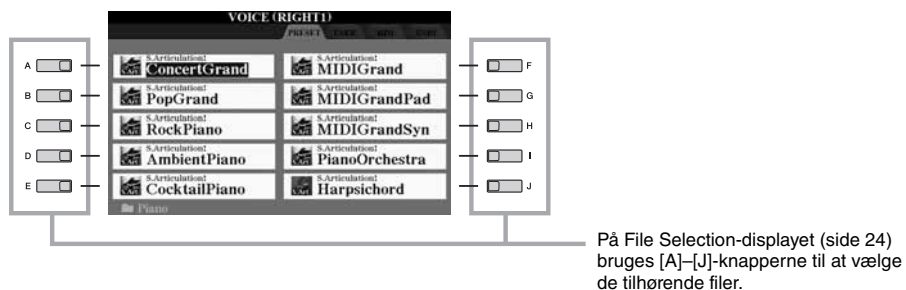 VOICE (RIGHT1)
PRESET USER
A
S.Articulation!
ConcertGrand
S.Articulation!
MIDIGrand
F
B
S.Articulation!
PopGrand
S.Articulation!
MIDIGrandPad
G
C
S.Articulation!
RockPiano
S.Articulation!
MIDIGrandSyn
H
D
S.Articulation!
AmbientPiano
S.Articulation!
PianoOrchestra
I
E
S.Articulation!
CocktailPiano
S.Articulation!
Harpsichord
J
Piano
På File Selection-displayet (side 24)
bruges [A]–[J]-knapperne til at vælge
de tilhørende filer.